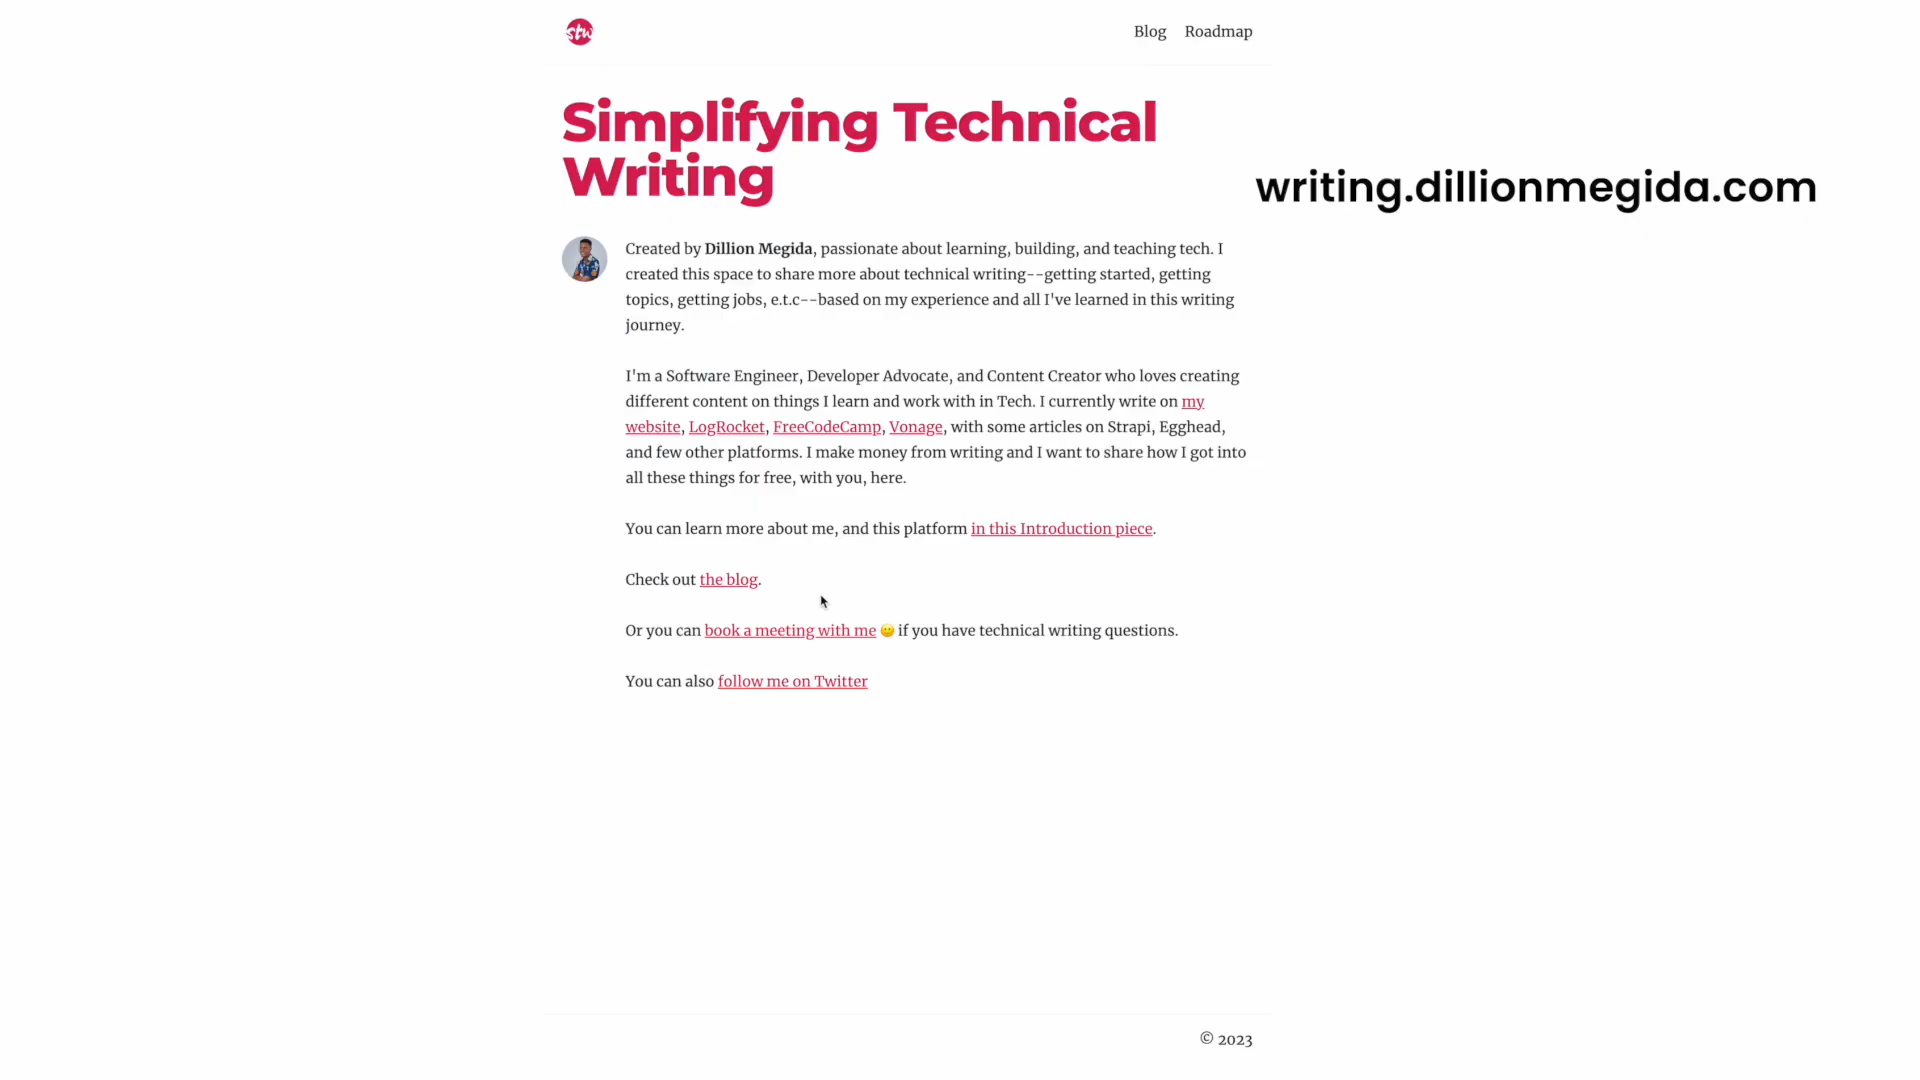 stw
Blog Roadmap
Simplifying Technical
Writing
writing.dillionmegida.com
Created by Dillion Megida, passionate about learning, building, and teaching tech. I
created this space to share more about technical writing--getting started, getting
topics, getting jobs, e.t.c--based on my experience and all I've learned in this writing
journey.
I'm a Software Engineer, Developer Advocate, and Content Creator who loves creating
different content on things I learn and work with in Tech. I currently write on my
website, LogRocket, FreeCodeCamp, Vonage, with some articles on Strapi, Egghead,
and few other platforms. I make money from writing and I want to share how I got into
all these things for free, with you, here.
You can learn more about me, and this platform in this Introduction piece.
Check out the blog.
Or you can book a meeting with me 🙂 if you have technical writing questions.
You can also follow me on Twitter
© 2023